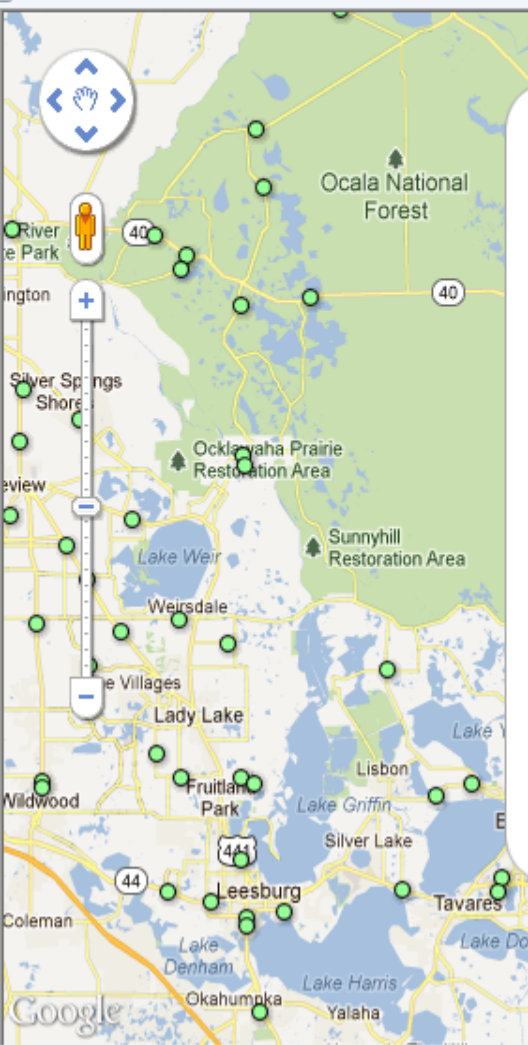 Ocala National
Forest
River
te Park
40
40
ington
Silver Springs
Shores
Ocklawaha Prairie
Restoration Area
eview
Sunnyhill
Restoration Area
Lake Weir
Weirsdale
e Villages
Lady Lake
Lake Y
Lisbon
Fruitland
Park
Wildwood
Lake Griffin
E
Silver Lake
441
44
Leesburg
Tavares
Coleman
Lake
Denham
Lake Do
Lake Harris
Okahumpka
Yalaha
Google